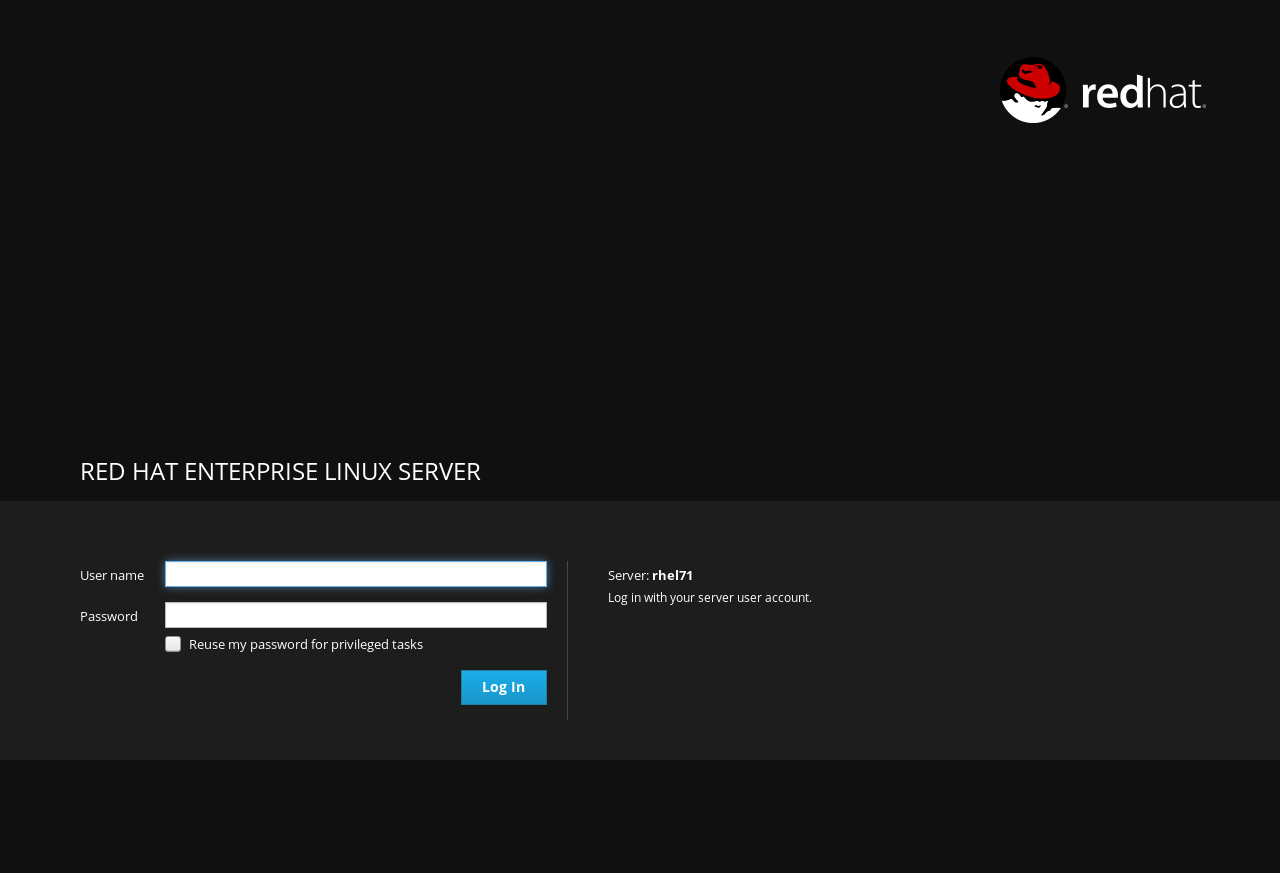 redhat
RED HAT ENTERPRISE LINUX SERVER
User name
Password
Reuse my password for privileged tasks
Log In
Server: rhel71
Log in with your server user account.